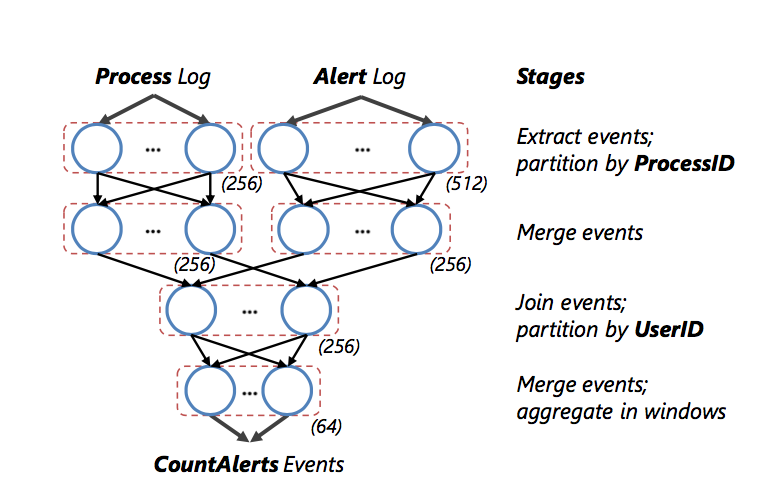 Process Log
Alert Log
Stages
...
...
Extract events;
partition by ProcessID
(256)
(512)
...
...
Merge events
(256)
(256)
...
Join events;
partition by UserID
(256)
...
Merge events;
aggregate in windows
(64)
CountAlerts Events